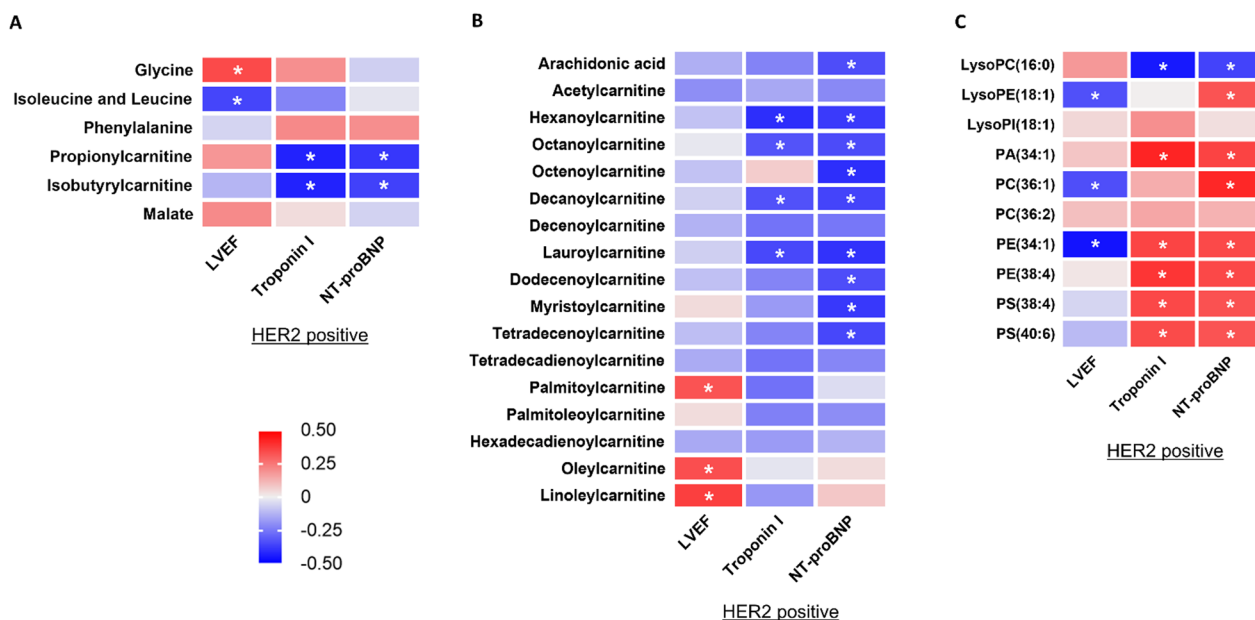 A
Glycine
*
Isoleucine and Leucine
*
Phenylalanine
Propionylcarnitine
* *
Isobutyrylcarnitine
* *
Malate
LVEF
Troponin I
NT-proBNP
HER2 positive
0.50
0.25
0
-0.25
-0.50
B
Arachidonic acid
*
Acetylcarnitine
Hexanoylcarnitine
* *
Octanoylcarnitine
* *
Octenoylcarnitine
*
Decanoylcarnitine
* *
Decenoylcarnitine
Lauroylcarnitine
* *
Dodecenoylcarnitine
*
Myristoylcarnitine
*
Tetradecenoylcarnitine
*
Tetradecadienoylcarnitine
Palmitoylcarnitine
*
Palmitoleoylcarnitine
Hexadecadienoylcarnitine
Oleylcarnitine
*
Linoleylcarnitine
*
LVEF
Troponin I
NT-proBNP
HER2 positive
C
LysoPC(16:0)
* *
LysoPE(18:1)
* *
LysoPI(18:1)
PA(34:1)
* *
PC(36:1)
* *
PC(36:2)
PE(34:1)
* * *
PE(38:4)
* *
PS(38:4)
* *
PS(40:6)
* *
LVEF
Troponin I
NT-proBNP
HER2 positive